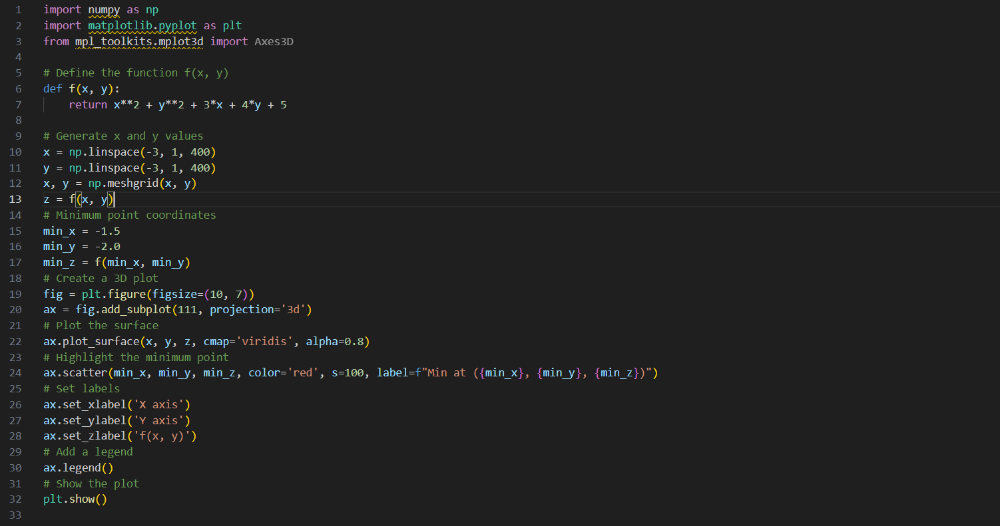 1 import numpy as np
2 import matplotlib.pyplot as plt
3 from mpl_toolkits.mplot3d import Axes3D
4
5 # Define the function f(x, y)
6 def f(x, y):
7     return x**2 + y**2 + 3*x + 4*y + 5
8
9 # Generate x and y values
10 x = np.linspace(-3, 1, 400)
11 y = np.linspace(-3, 1, 400)
12 x, y = np.meshgrid(x, y)
13 z = f(x, y)
14 # Minimum point coordinates
15 min_x = -1.5
16 min_y = -2.0
17 min_z = f(min_x, min_y)
18 # Create a 3D plot
19 fig = plt.figure(figsize=(10, 7))
20 ax = fig.add_subplot(111, projection='3d')
21 # Plot the surface
22 ax.plot_surface(x, y, z, cmap='viridis', alpha=0.8)
23 # Highlight the minimum point
24 ax.scatter(min_x, min_y, min_z, color='red', s=100, label=f"Min at ({min_x}, {min_y}, {min_z})")
25 # Set labels
26 ax.set_xlabel('X axis')
27 ax.set_ylabel('Y axis')
28 ax.set_zlabel('f(x, y)')
29 # Add a legend
30 ax.legend()
31 # Show the plot
32 plt.show()
33